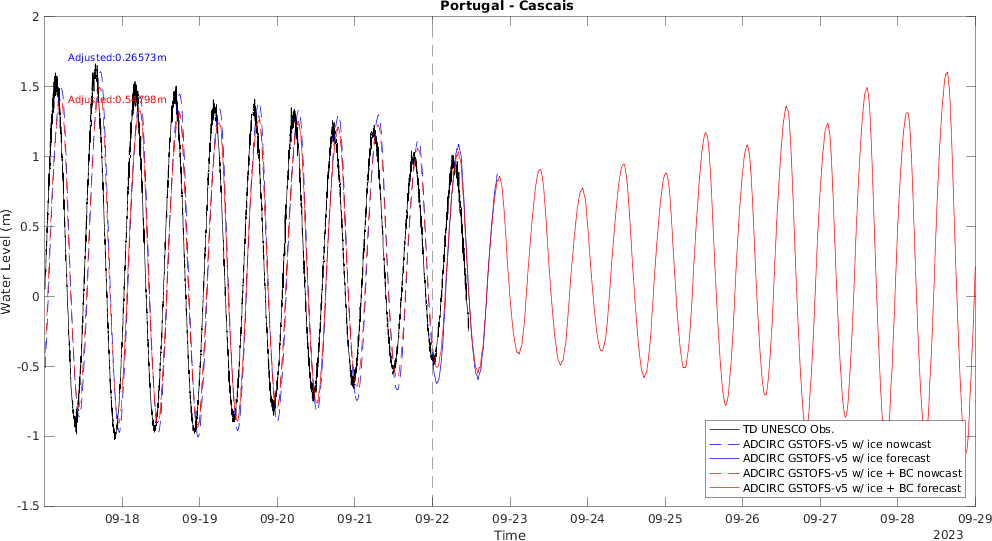 Portugal - Cascais
2
1.5
1
0.5
0
-0.5
-1
-1.5
Water Level (m)
Adjusted:0.26573m
TD UNESCO Obs.
ADCIRC GSTOFS-v5 w/ ice nowcast
ADCIRC GSTOFS-v5 w/ ice forecast
ADCIRC GSTOFS-v5 w/ ice + BC nowcast
ADCIRC GSTOFS-v5 w/ ice + BC forecast
09-18 09-19 09-20 09-21 09-22 09-23 09-24 09-25 09-26 09-27 09-28 09-29
Time
2023